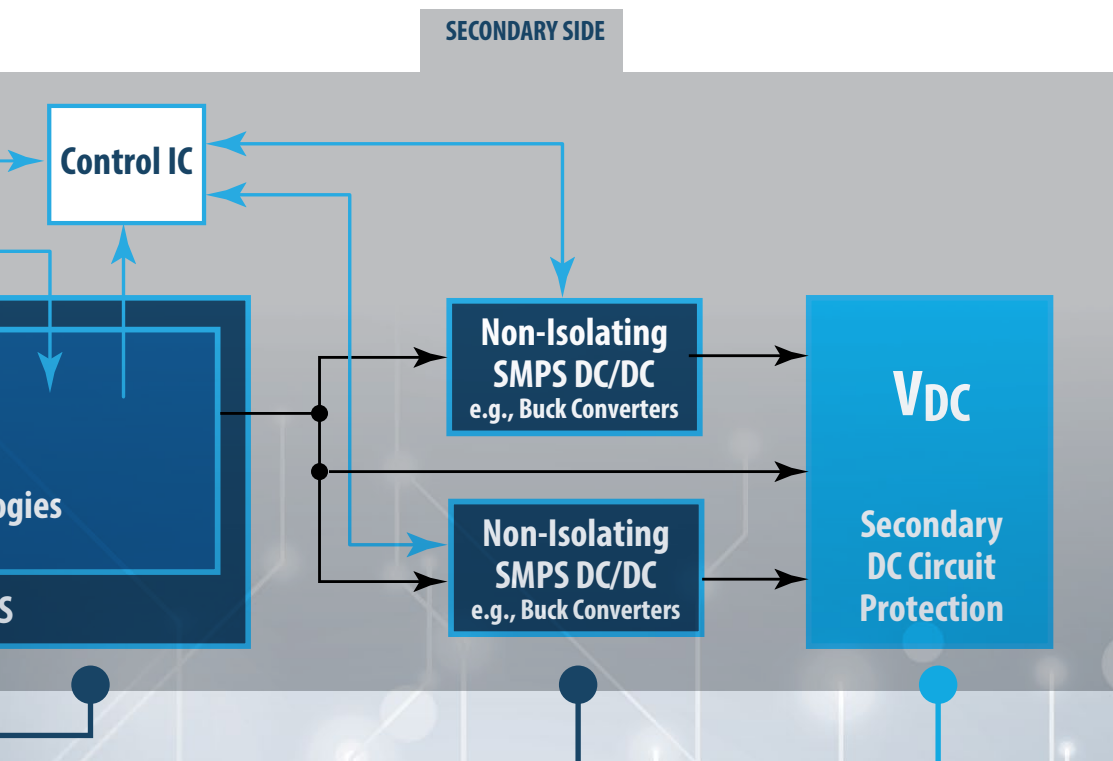 SECONDARY SIDE
Control IC
Non-Isolating
SMPS DC/DC
e.g., Buck Converters
VDC
ogies
S
Non-Isolating
SMPS DC/DC
e.g., Buck Converters
Secondary
DC Circuit
Protection